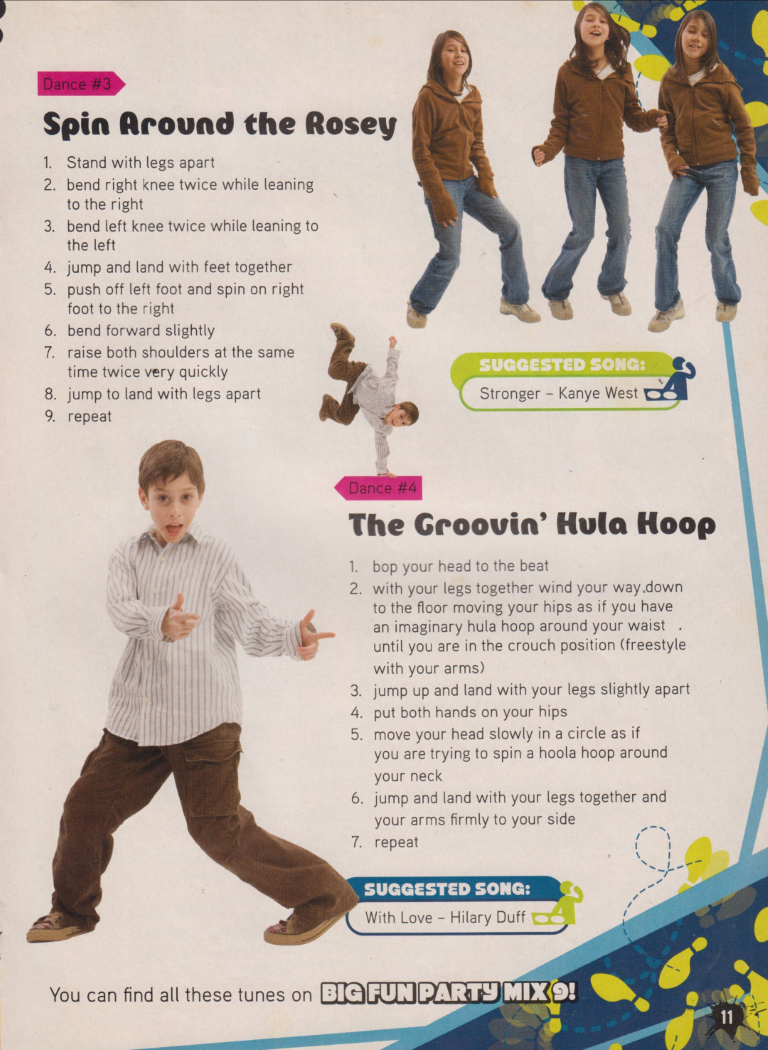 Dance #3
Spin Around the Rosey
1. Stand with legs apart
2. bend right knee twice while leaning
to the right
3. bend left knee twice while leaning to
the left
4. jump and land with feet together
5. push off left foot and spin on right
foot to the right
6. bend forward slightly
7. raise both shoulders at the same
time twice very quickly
8. jump to land with legs apart
9. repeat
SUGGESTED SONG:
Stronger – Kanye West
Dance #4
The Groovin' Hula Hoop
1. bop your head to the beat
2. with your legs together wind your way down
to the floor moving your hips as if you have
an imaginary hula hoop around your waist
until you are in the crouch position (freestyle
with your arms)
3. jump up and land with your legs slightly apart
4. put both hands on your hips
5. move your head slowly in a circle as if
you are trying to spin a hoola hoop around
your neck
6. jump and land with your legs together and
your arms firmly to your side
7. repeat
SUGGESTED SONG:
With Love – Hilary Duff
You can find all these tunes on BIG FUN PARTY MIX 9!
11